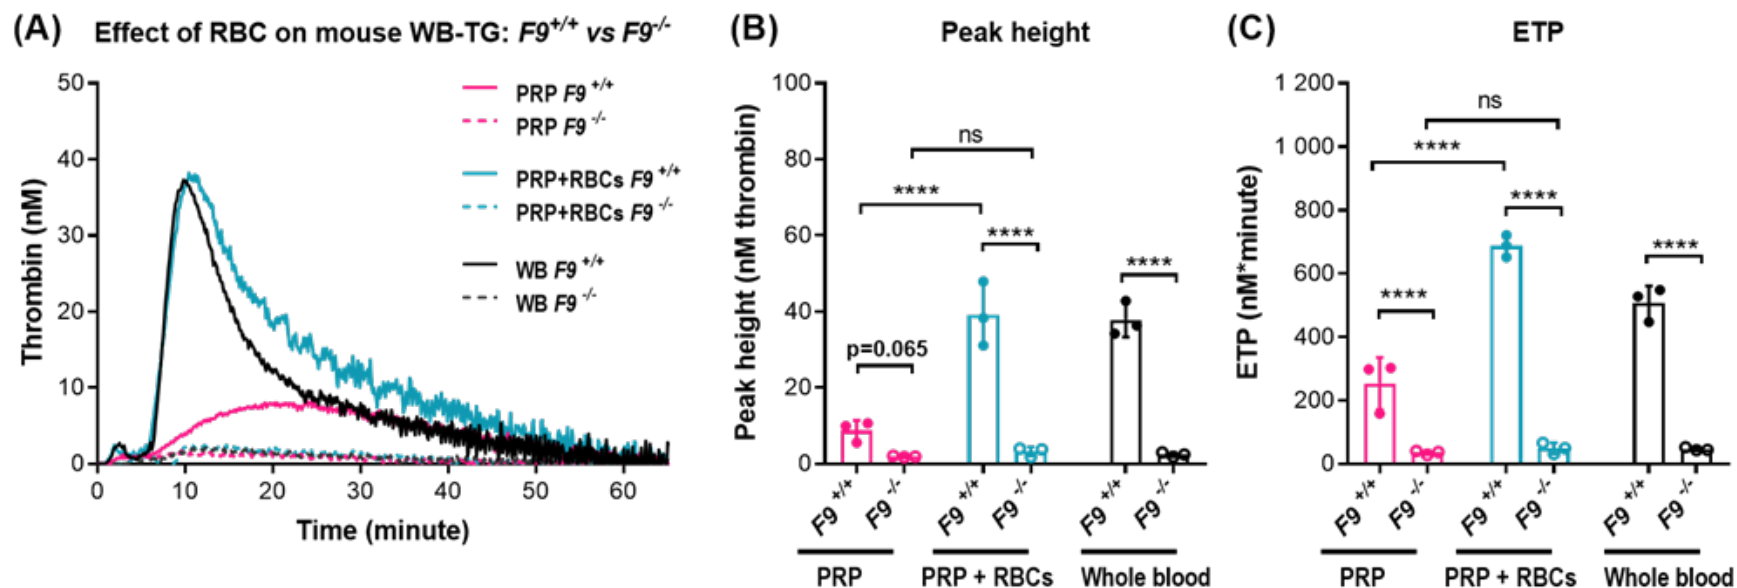 (A) Effect of RBC on mouse WB-TG: F9+/+ vs F9-/-
Thrombin (nM)
50
40
30
20
10
0
0 10 20 30 40 50 60
Time (minute)
PRP F9 +/+
PRP F9 -/-
PRP+RBCs F9 +/+
PRP+RBCs F9 -/-
WB F9 +/+
WB F9 -/-
(B) Peak height
Peak height (nM thrombin)
100
80
60
40
20
0
ns
****
****
****
p=0.065
F9 +/+ F9 -/- F9 +/+ F9 -/- F9 +/+ F9 -/-
PRP PRP + RBCs Whole blood
(C) ETP
ETP (nM*minute)
1 200
1 000
800
600
400
200
0
ns
****
****
****
****
F9 +/+ F9 -/- F9 +/+ F9 -/- F9 +/+ F9 -/-
PRP PRP + RBCs Whole blood